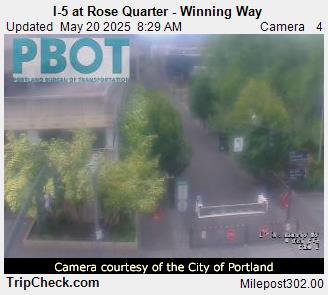 I-5 at Rose Quarter - Winning Way
Updated May 20 2025 8:29 AM Camera 4
PBOT
PORTLAND BUREAU OF TRANSPORTATION
Camera courtesy of the City of Portland
TripCheck.com Milepost302.00